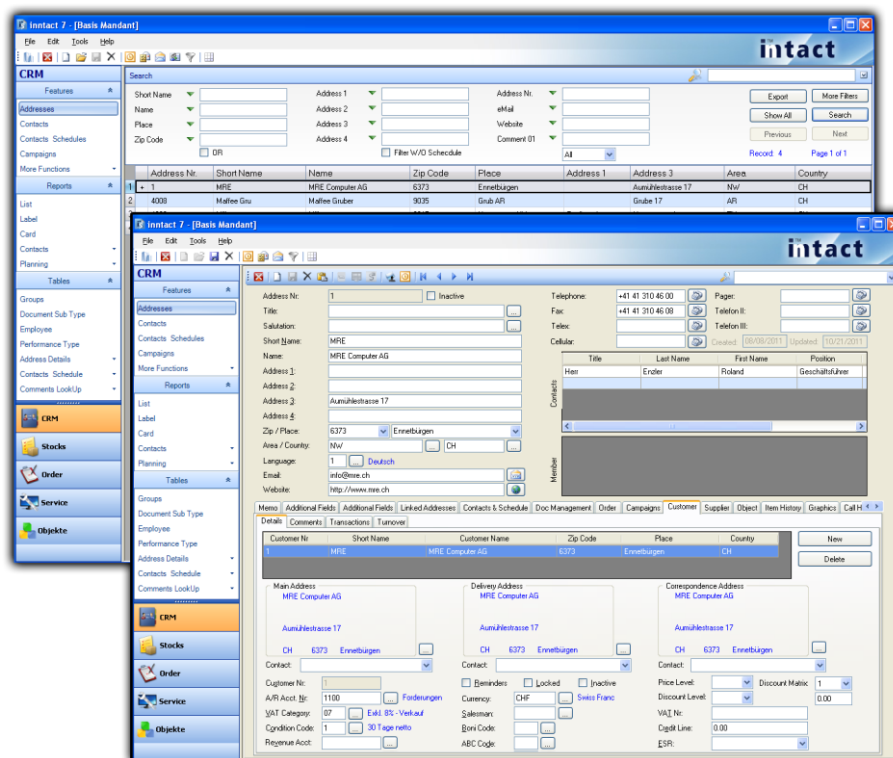 inntact 7 - [Basis Mandant]
File Edit Tools Help
intact
CRM
Search
Features
Addresses
Contacts
Contacts Schedules
Campaigns
More Functions
Reports
List
Label
Card
Contacts
Planning
Tables
Groups
Document Sub Type
Employee
Performance Type
Address Details
Contacts Schedule
Comments LookUp
CRM
Stocks
Order
Service
Objekte
Short Name Address 1 Address Nr. Export More Filters
Name Address 2 eMail
Place Address 3 Website Show All Search
Zip Code Address 4 Comment 01 Previous Next
OR Filter W/O Schecdule All Record: 4 Page 1 of 1
Address Nr. Short Name Name Zip Code Place Address 1 Address 3 Area Country
1 + 1 MRE MRE Computer AG 6373 Ennetbürgen Aumühlestrasse 17 NW CH
2 4008 Maffee Gru Maffee Gruber 9035 Grub AR Grube 17 AR CH
inntact 7 - [Basis Mandant]
File Edit Tools Help
intact
CRM
Features
Addresses
Contacts
Contacts Schedules
Campaigns
More Functions
Reports
List
Label
Card
Contacts
Planning
Tables
Groups
Document Sub Type
Employee
Performance Type
Address Details
Contacts Schedule
Comments LookUp
CRM
Stocks
Order
Service
Objekte
Address Nr: 1 Inactive
Title:
Salutation:
Short Name: MRE
Name: MRE Computer AG
Address 1:
Address 2:
Address 3: Aumühlestrasse 17
Address 4:
Zip / Place: 6373 Ennetbürgen
Area / Country: NW CH
Language: 1 Deutsch
Email: info@mre.ch
Website: http://www.mre.ch
Telephone: +41 41 310 46 00 Pager:
Fax: +41 41 310 46 08 Telefon II:
Telex: Telefon III:
Cellular: Created: 08/08/2011 Updated: 10/21/2011
Title Last Name First Name Position
Herr Enzler Roland Geschäftsführer
Contacts
Member
Memo Additional Fields Additional Fields Linked Addresses Contacts & Schedule Doc Management Order Campaigns Customer Supplier Object Item History Graphics Call H
Details Comments Transactions Turnover
Customer Nr Short Name Customer Name Zip Code Place Country New
1 MRE MRE Computer AG 6373 Ennetbürgen CH
Delete
Main Address Delivery Address Correspondence Address
MRE Computer AG MRE Computer AG MRE Computer AG
Aumühlestrasse 17 Aumühlestrasse 17 Aumühlestrasse 17
CH 6373 Ennetbürgen CH 6373 Ennetbürgen CH 6373 Ennetbürgen
Contact: Contact: Contact:
Customer Nr: 1 Reminders Locked Inactive Price Level: Discount Matrix: 1
A/R Acct. Nr: 1100 Forderungen Currency: CHF Swiss Franc Discount Level: 0.00
VAT Category: 87 Exkl. 8% - Verkauf Salesman: VAT Nr:
Condition Code: 1 30 Tage netto Boni Code: Credit Line: 0.00
Revenue Acct: ABC Code: ESR: